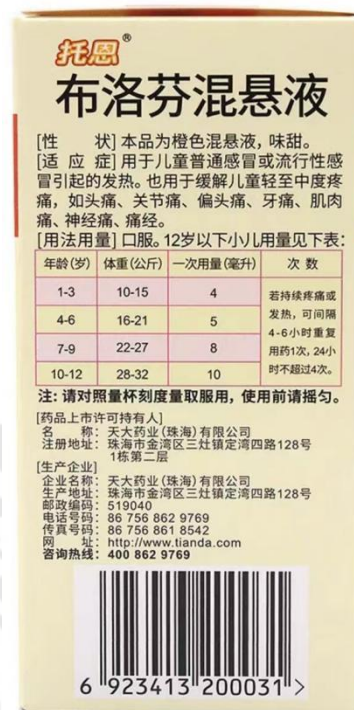 托恩®
布洛芬混悬液
[性　　状] 本品为橙色混悬液，味甜。
[适 应 症] 用于儿童普通感冒或流行性感
冒引起的发热。也用于缓解儿童轻至中度疼
痛，如头痛、关节痛、偏头痛、牙痛、肌肉
痛、神经痛、痛经。
[用法用量] 口服。12岁以下小儿用量见下表：
年龄(岁) 体重(公斤) 一次用量(毫升) 次 数
1-3 10-15 4
4-6 16-21 5
7-9 22-27 8
10-12 28-32 10
若持续疼痛或
发热，可间隔
4-6小时重复
用药1次，24小
时不超过4次。
注：请对照量杯刻度量取服用，使用前请摇匀。
[药品上市许可持有人]
名　　称：天大药业(珠海)有限公司
注册地址：珠海市金湾区三灶镇定湾四路128号
1栋第二层
[生产企业]
企业名称：天大药业(珠海)有限公司
生产地址：珠海市金湾区三灶镇定湾四路128号
邮政编码：519040
电话号码：86 756 862 9769
传真号码：86 756 861 8542
网　　址：http://www.tianda.com
咨询热线：400 862 9769
6 923413 200031 >